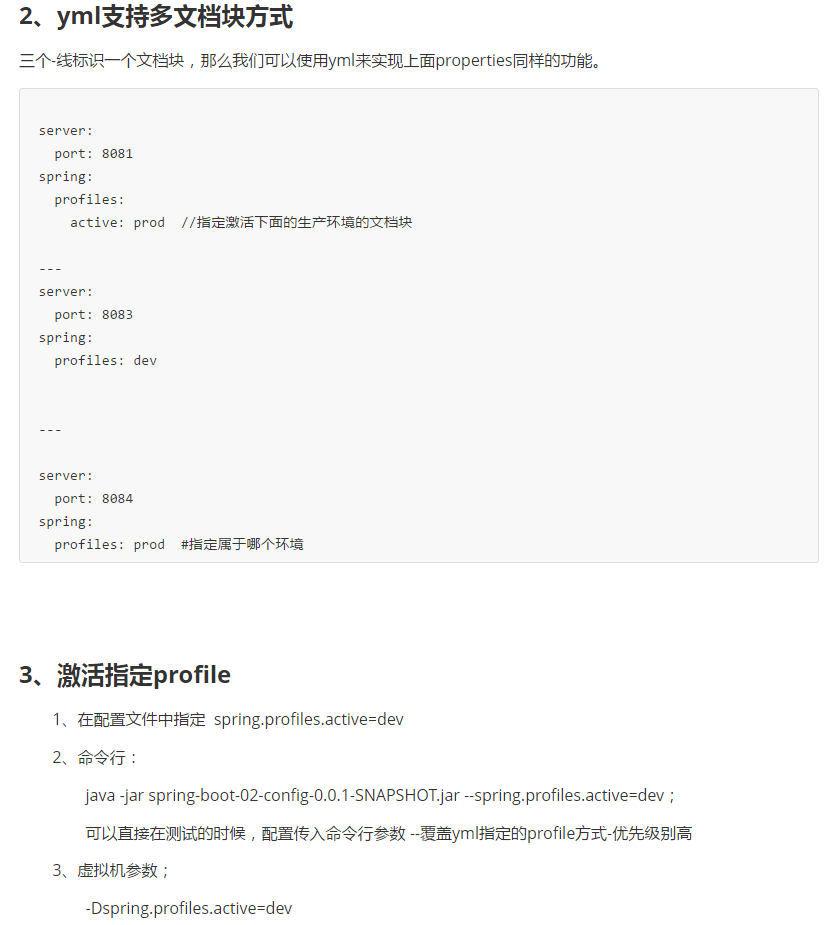 2、yml支持多文档块方式
三个-线标识一个文档块，那么我们可以使用yml来实现上面properties同样的功能。
server:
  port: 8081
spring:
  profiles:
    active: prod  //指定激活下面的生产环境的文档块
---
server:
  port: 8083
spring:
  profiles: dev
---
server:
  port: 8084
spring:
  profiles: prod  #指定属于哪个环境
3、激活指定profile
1、在配置文件中指定  spring.profiles.active=dev
2、命令行：
java -jar spring-boot-02-config-0.0.1-SNAPSHOT.jar --spring.profiles.active=dev；
可以直接在测试的时候，配置传入命令行参数 --覆盖yml指定的profile方式-优先级别高
3、虚拟机参数；
-Dspring.profiles.active=dev